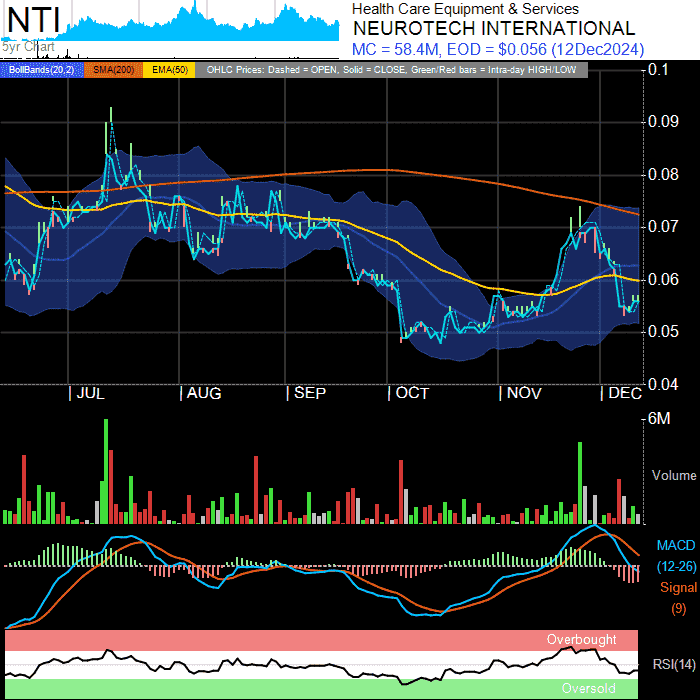 NTI
5yr Chart
Health Care Equipment & Services
NEUROTECH INTERNATIONAL
MC = 58.4M, EOD = $0.056 (12Dec2024)
BollBands(20,2) SMA(200) EMA(50) OHLC Prices: Dashed = OPEN, Solid = CLOSE, Green/Red bars = Intra-day HIGH/LOW
0.1
0.09
0.08
0.07
0.06
0.05
0.04
JUL AUG SEP OCT NOV DEC
6M
Volume
MACD
(12-26)
Signal
(9)
Overbought
RSI(14)
Oversold